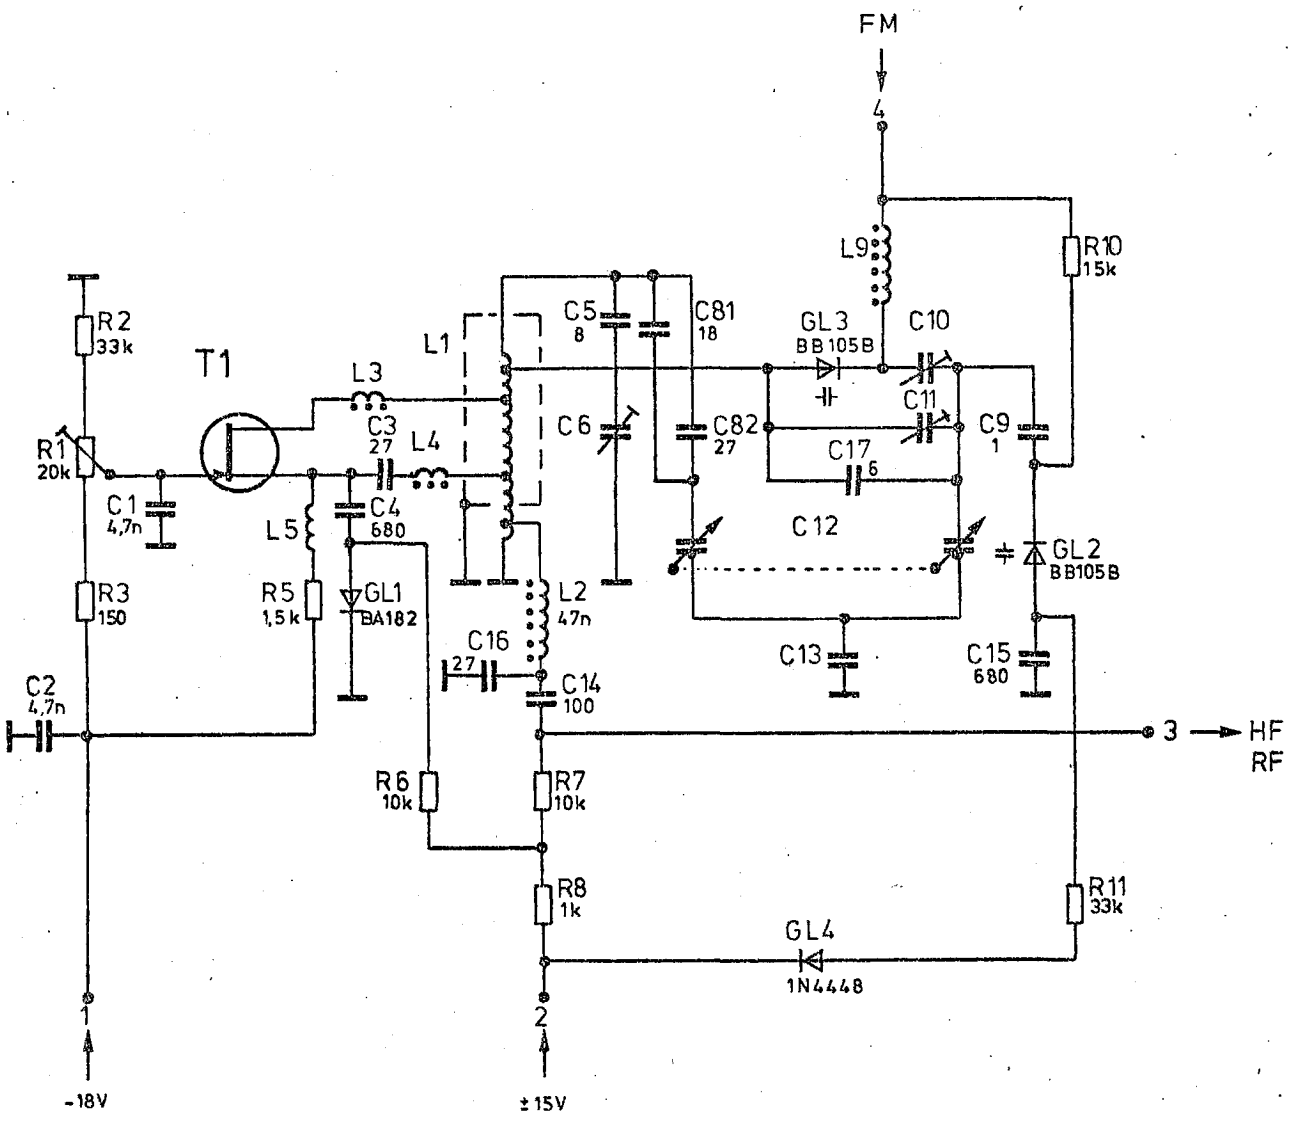 FM
4
L9
R10
15k
R2
33k
T1
L1
C5
8
C81
18
GL3
BB105B
C10
L3
C3
27
L4
C6
C82
27
C11
C17
6
C9
1
R1
20k
C1
4,7n
L5
C4
680
C12
GL2
BB105B
R3
150
R5
1,5k
GL1
BA182
L2
47n
C16
27
C14
100
C13
C15
680
C2
4,7n
3
HF
RF
R6
10k
R7
10k
R8
1k
R11
33k
GL4
1N4448
1
2
-18V
±15V